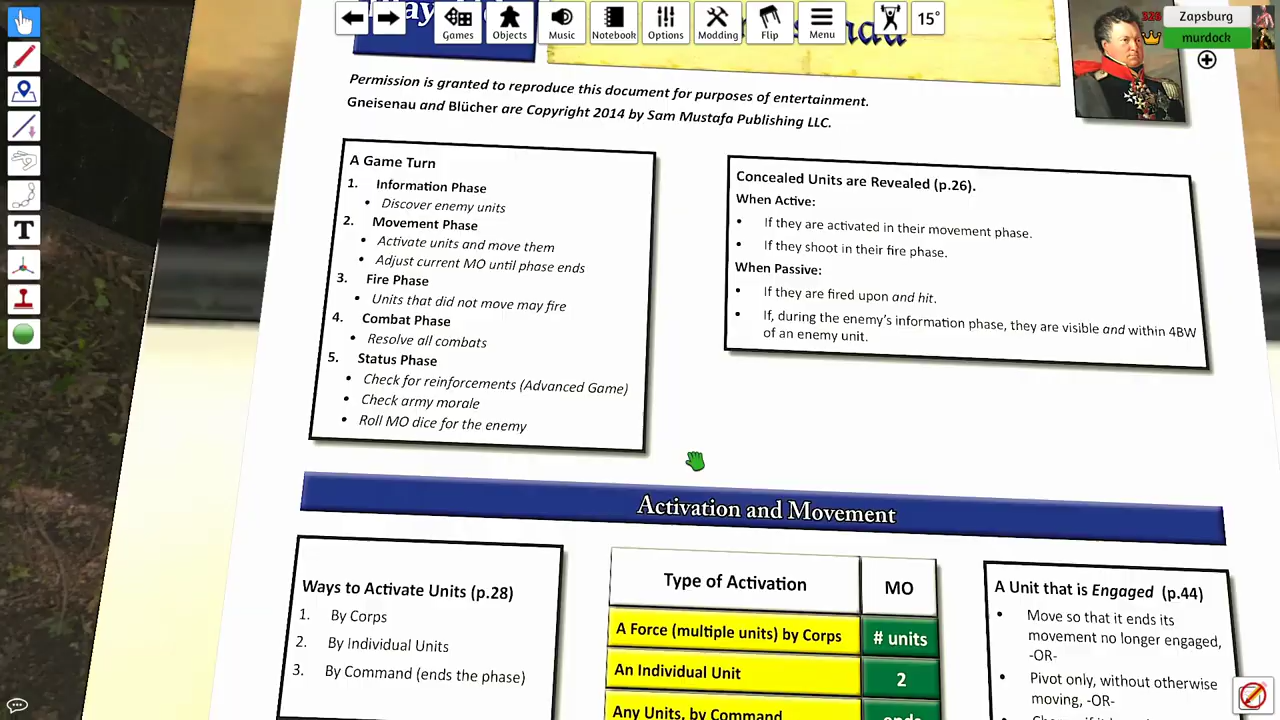 Games
Objects
Music
Notebook
Options
Modding
Flip
Menu
15°
326
Zapsburg
murdock
Permission is granted to reproduce this document for purposes of entertainment.
Gneisenau and Blücher are Copyright 2014 by Sam Mustafa Publishing LLC.
A Game Turn
1. Information Phase
• Discover enemy units
2. Movement Phase
• Activate units and move them
• Adjust current MO until phase ends
3. Fire Phase
• Units that did not move may fire
4. Combat Phase
• Resolve all combats
5. Status Phase
• Check for reinforcements (Advanced Game)
• Check army morale
• Roll MO dice for the enemy
Concealed Units are Revealed (p.26).
When Active:
• If they are activated in their movement phase.
• If they shoot in their fire phase.
When Passive:
• If they are fired upon and hit.
• If, during the enemy's information phase, they are visible and within 4BW
of an enemy unit.
Activation and Movement
Ways to Activate Units (p.28)
1. By Corps
2. By Individual Units
3. By Command (ends the phase)
Type of Activation MO
A Force (multiple units) by Corps # units
An Individual Unit 2
Any Units, by Command ends
A Unit that is Engaged (p.44)
• Move so that it ends its
movement no longer engaged,
-OR-
• Pivot only, without otherwise
moving, -OR-
T